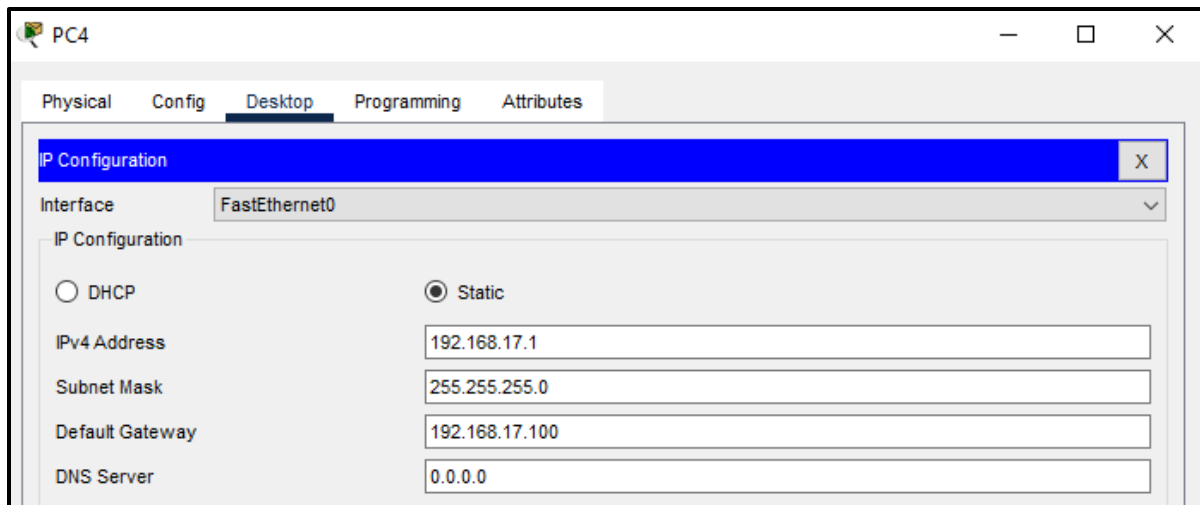 PC4
Physical Config Desktop Programming Attributes
IP Configuration X
Interface FastEthernet0
IP Configuration
DHCP Static
IPv4 Address 192.168.17.1
Subnet Mask 255.255.255.0
Default Gateway 192.168.17.100
DNS Server 0.0.0.0